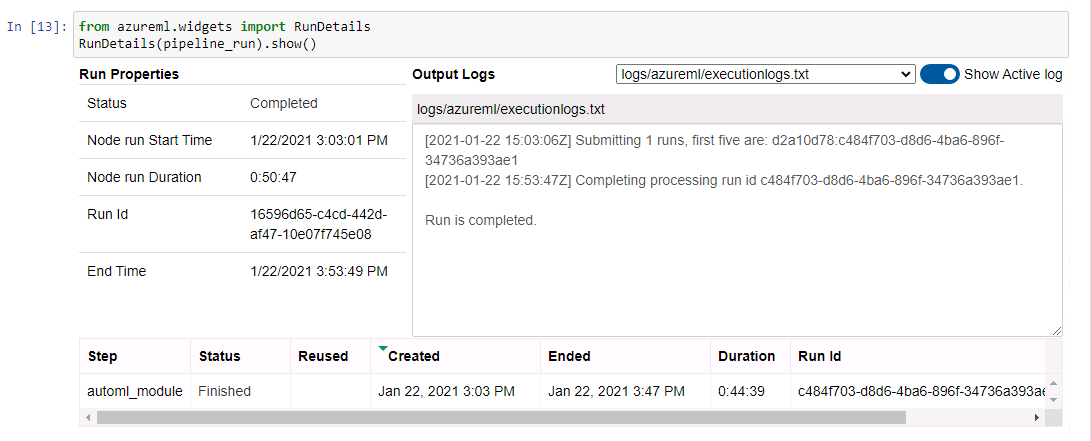 In [13]:
from azureml.widgets import RunDetails
RunDetails(pipeline_run).show()
Run Properties
Status Completed
Node run Start Time 1/22/2021 3:03:01 PM
Node run Duration 0:50:47
Run Id 16596d65-c4cd-442d-
af47-10e07f745e08
End Time 1/22/2021 3:53:49 PM
Output Logs logs/azureml/executionlogs.txt Show Active log
logs/azureml/executionlogs.txt
[2021-01-22 15:03:06Z] Submitting 1 runs, first five are: d2a10d78:c484f703-d8d6-4ba6-896f-
34736a393ae1
[2021-01-22 15:53:47Z] Completing processing run id c484f703-d8d6-4ba6-896f-34736a393ae1.
Run is completed.
Step Status Reused Created Ended Duration Run Id
automl_module Finished Jan 22, 2021 3:03 PM Jan 22, 2021 3:47 PM 0:44:39 c484f703-d8d6-4ba6-896f-34736a393ae